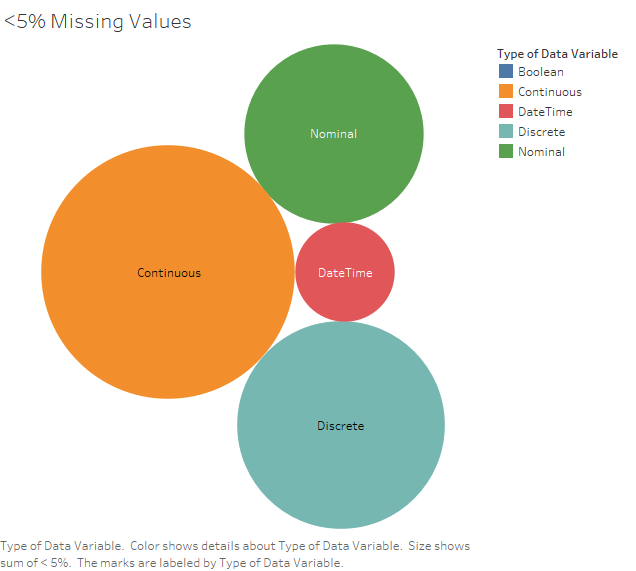 <5% Missing Values
Type of Data Variable
Boolean
Continuous
DateTime
Discrete
Nominal
Nominal
Continuous
DateTime
Discrete
Type of Data Variable.  Color shows details about Type of Data Variable.  Size shows
sum of < 5%.  The marks are labeled by Type of Data Variable.